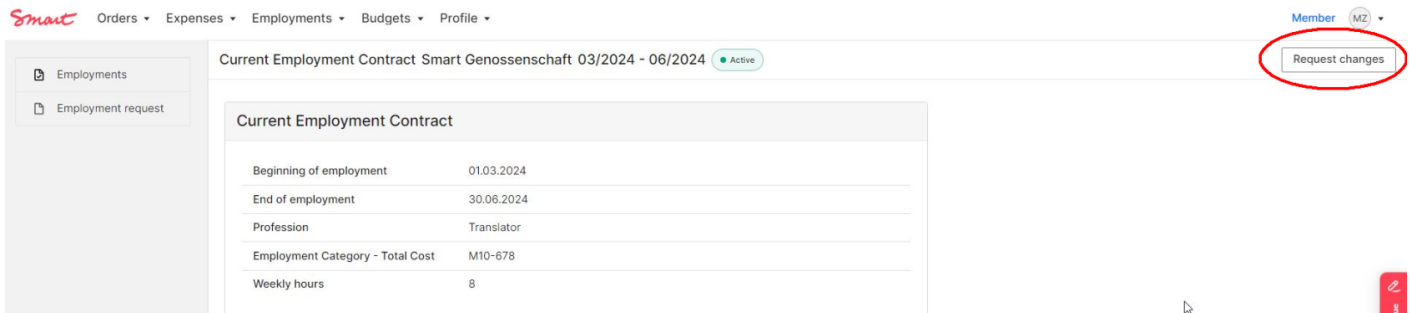 Smart Orders Expenses Employments Budgets Profile Member MZ
Employments
Employment request
Current Employment Contract Smart Genossenschaft 03/2024 - 06/2024 Active
Request changes
Current Employment Contract
Beginning of employment 01.03.2024
End of employment 30.06.2024
Profession Translator
Employment Category - Total Cost M10-678
Weekly hours 8